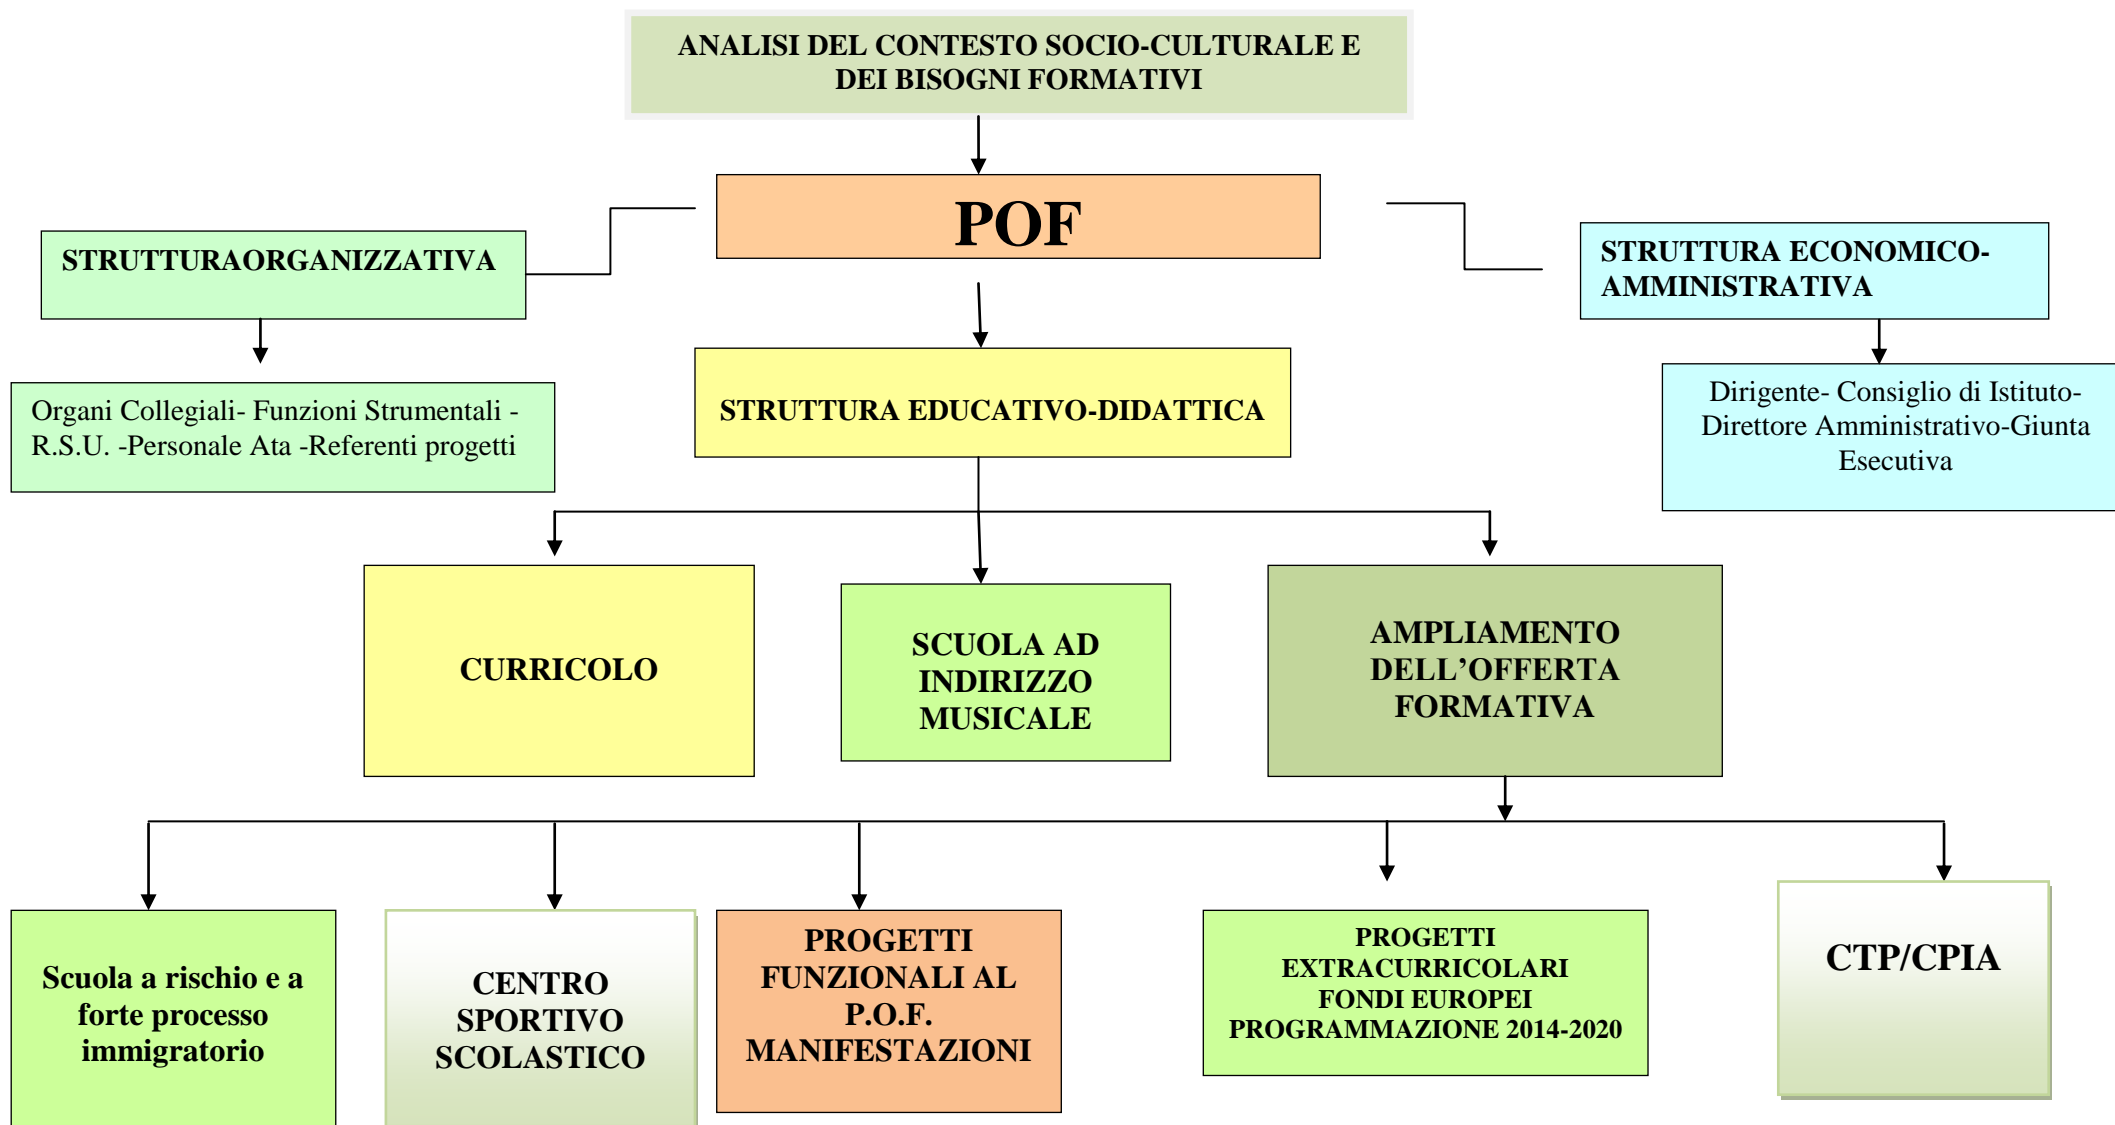 ANALISI DEL CONTESTO SOCIO-CULTURALE E
DEI BISOGNI FORMATIVI
POF
STRUTTURAORGANIZZATIVA
STRUTTURA ECONOMICO-
AMMINISTRATIVA
Organi Collegiali- Funzioni Strumentali -
R.S.U. -Personale Ata -Referenti progetti
STRUTTURA EDUCATIVO-DIDATTICA
Dirigente- Consiglio di Istituto-
Direttore Amministrativo-Giunta
Esecutiva
CURRICOLO
SCUOLA AD
INDIRIZZO
MUSICALE
AMPLIAMENTO
DELL’OFFERTA
FORMATIVA
Scuola a rischio e a
forte processo
immigratorio
CENTRO
SPORTIVO
SCOLASTICO
PROGETTI
FUNZIONALI AL
P.O.F.
MANIFESTAZIONI
PROGETTI
EXTRACURRICOLARI
FONDI EUROPEI
PROGRAMMAZIONE 2014-2020
CTP/CPIA